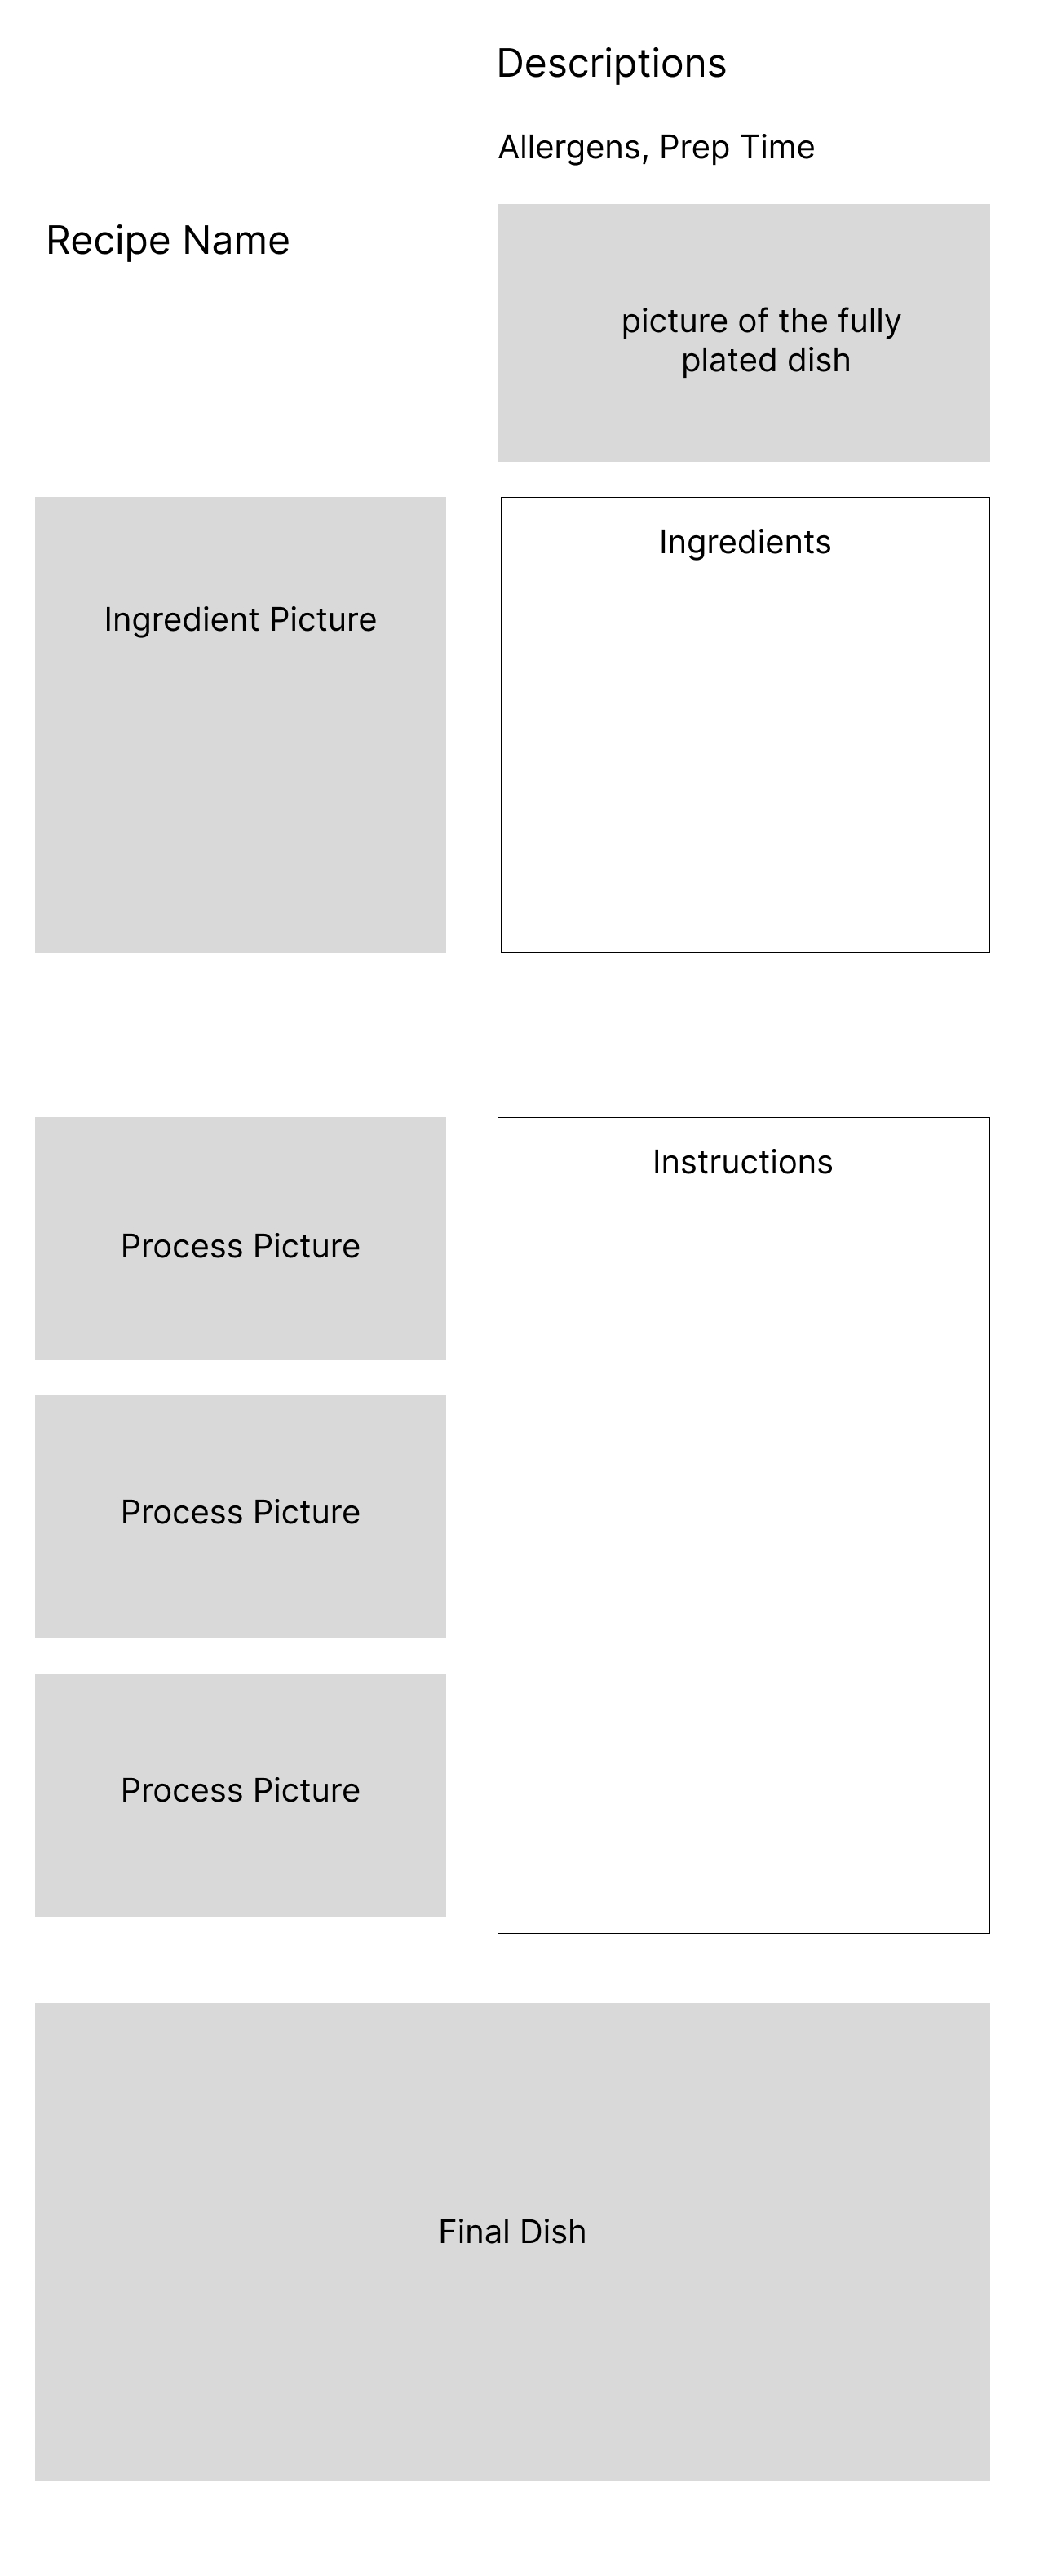 Descriptions
Allergens, Prep Time
Recipe Name
picture of the fully
plated dish
Ingredient Picture
Ingredients
Process Picture
Instructions
Process Picture
Process Picture
Final Dish